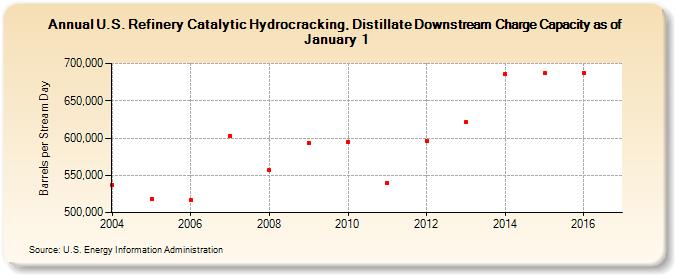 Annual U.S. Refinery Catalytic Hydrocracking, Distillate Downstream Charge Capacity as of
January 1
Barrels per Stream Day
700,000
650,000
600,000
550,000
500,000
2004 2006 2008 2010 2012 2014 2016
Source: U.S. Energy Information Administration